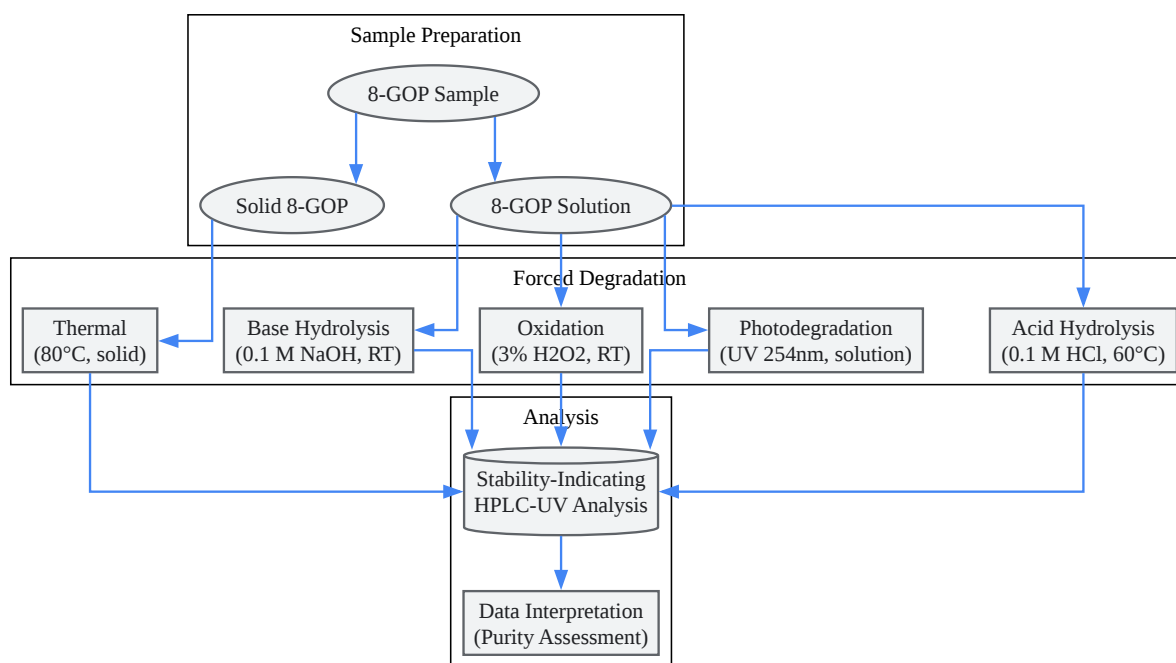 Sample Preparation
8-GOP Sample
Solid 8-GOP
8-GOP Solution
Forced Degradation
Thermal
(80°C, solid)
Base Hydrolysis
(0.1 M NaOH, RT)
Oxidation
(3% H2O2, RT)
Photodegradation
(UV 254nm, solution)
Acid Hydrolysis
(0.1 M HCl, 60°C)
Analysis
Stability-Indicating
HPLC-UV Analysis
Data Interpretation
(Purity Assessment)